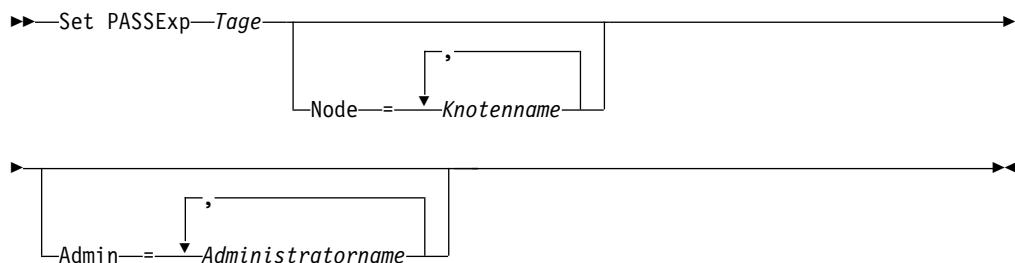 Set PASSExp Tage
,
Node = Knotenname
,
Admin = Administratorname